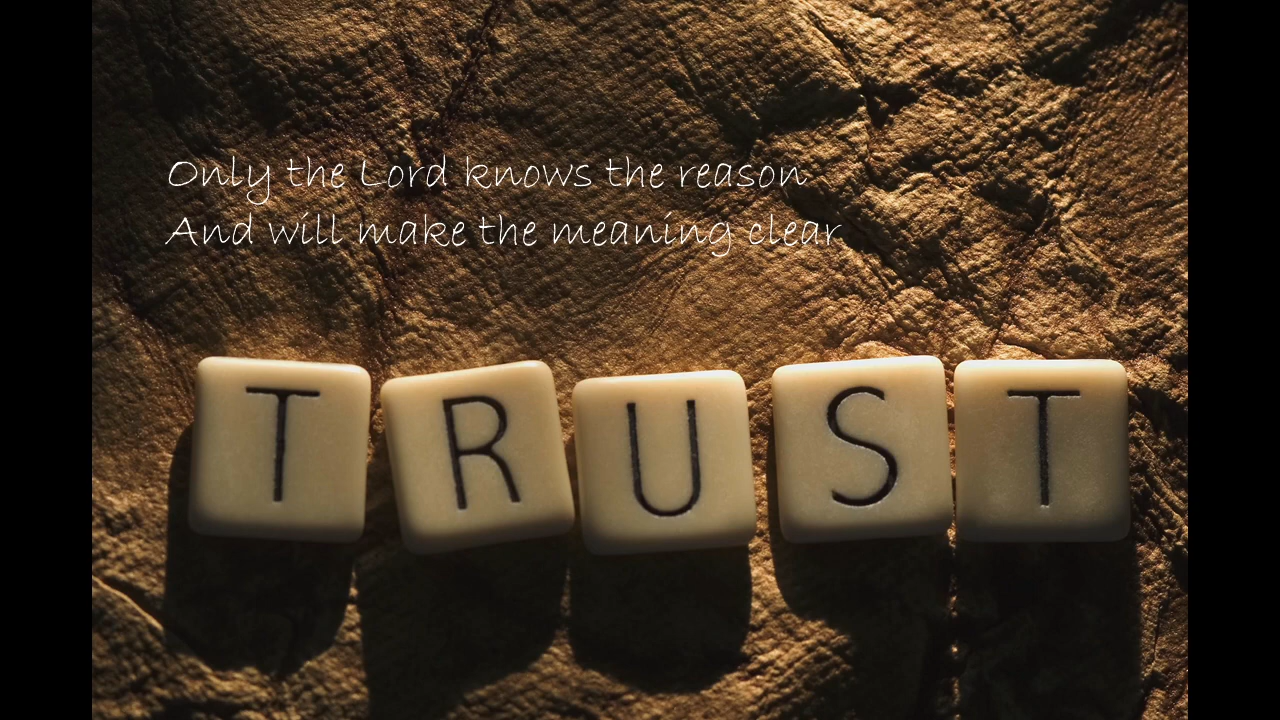 Only the Lord knows the reason
And will make the meaning clear
TRUST